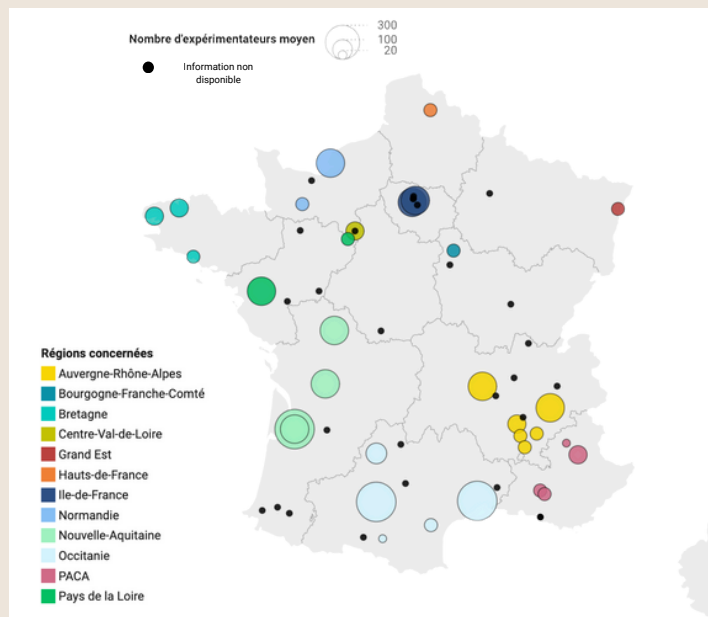 Nombre d'expérimentateurs moyen
300
100
20
Information non
disponible
Régions concernées
Auvergne-Rhône-Alpes
Bourgogne-Franche-Comté
Bretagne
Centre-Val-de-Loire
Grand Est
Hauts-de-France
Ile-de-France
Normandie
Nouvelle-Aquitaine
Occitanie
PACA
Pays de la Loire